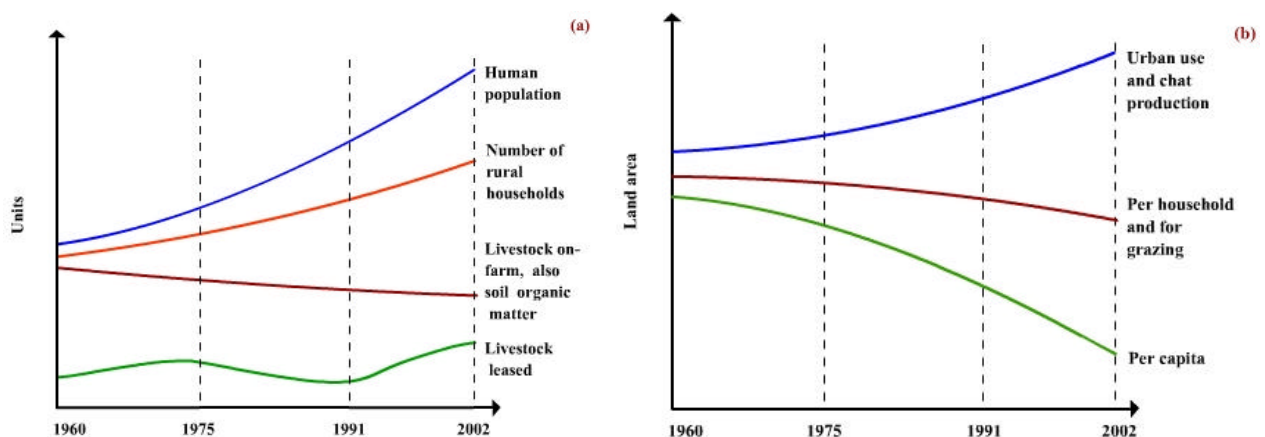 (a)
Units
Human
population
Number of
rural
households
Livestock on-
farm, also
soil organic
matter
Livestock
leased
1960 1975 1991 2002
(b)
Land area
Urban use
and chat
production
Per household
and for
grazing
Per capita
1960 1975 1991 2002